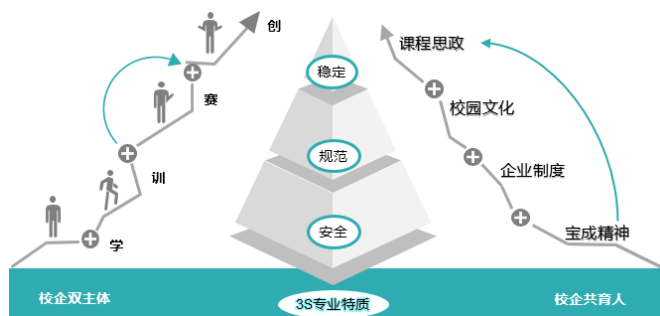 创
赛
训
学
稳定
规范
安全
课程思政
校园文化
企业制度
宝成精神
校企双主体
3S专业特质
校企共育人